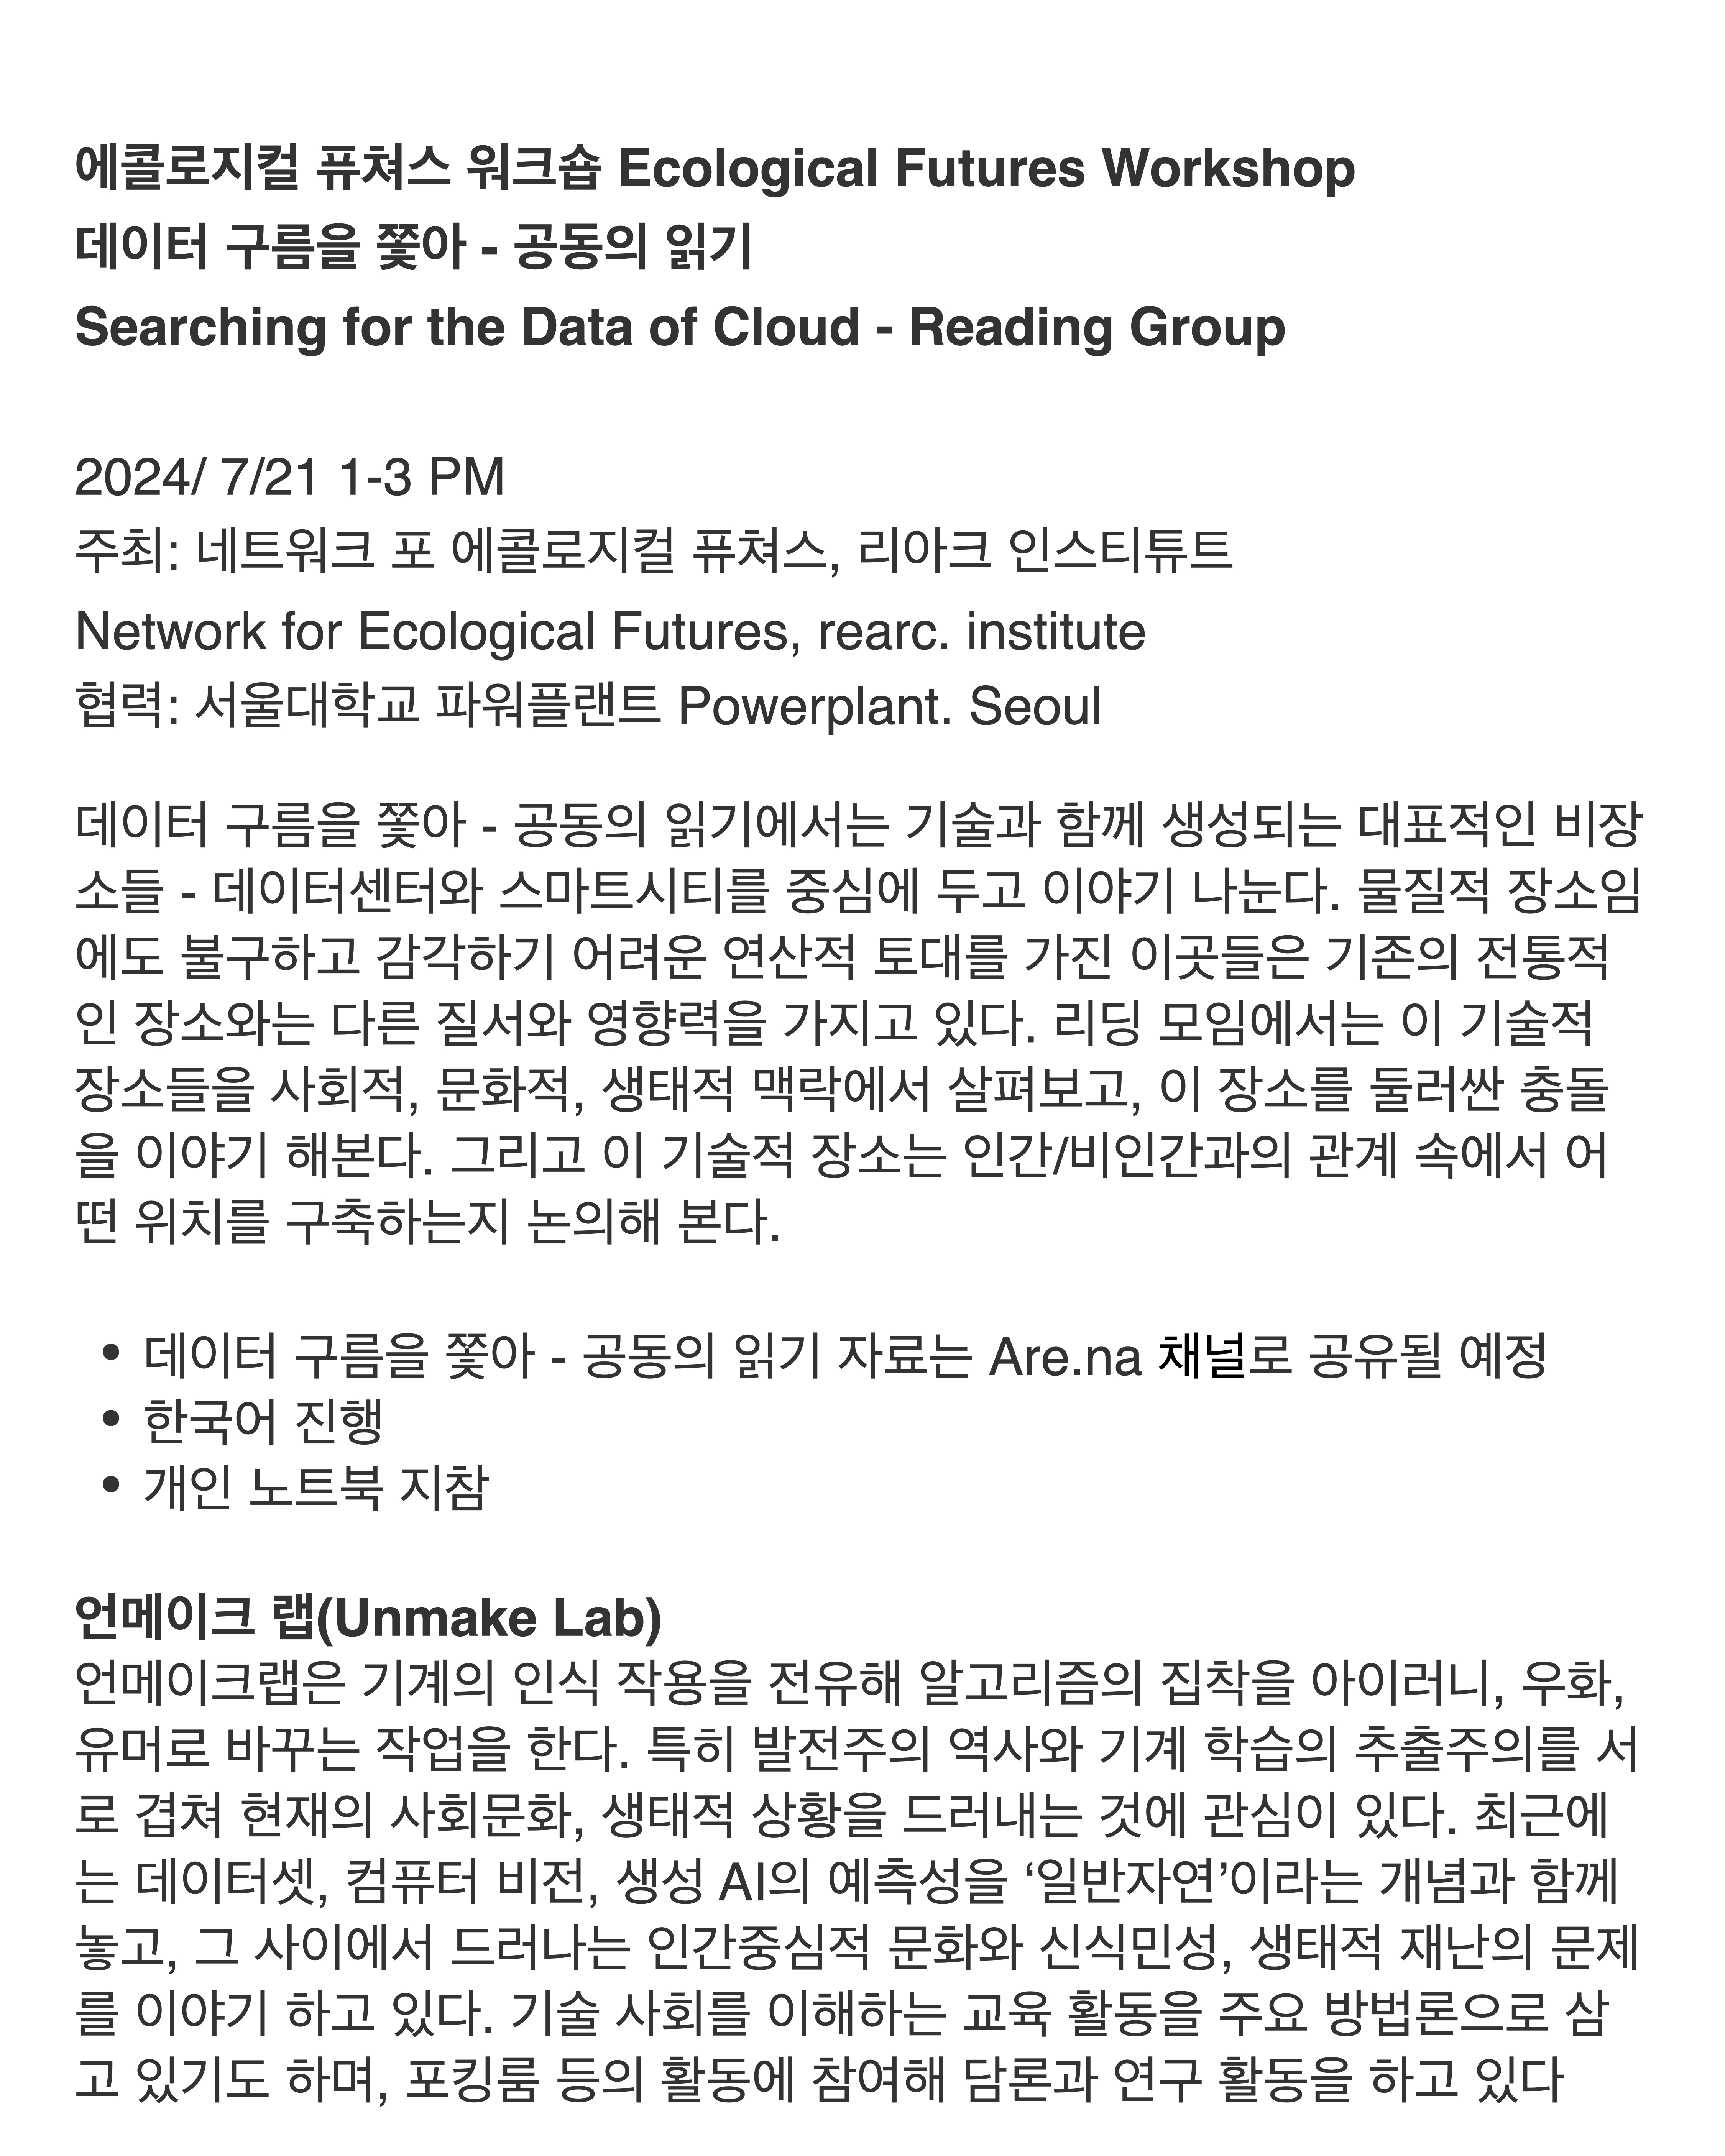 에콜로지컬 퓨쳐스 워크숍 Ecological Futures Workshop
데이터 구름을 쫓아 - 공동의 읽기
Searching for the Data of Cloud - Reading Group
2024/ 7/21 1-3 PM
주최: 네트워크 포 에콜로지컬 퓨쳐스, 리아크 인스티튜트
Network for Ecological Futures, rearc. institute
협력: 서울대학교 파워플랜트 Powerplant. Seoul
데이터 구름을 쫓아 - 공동의 읽기에서는 기술과 함께 생성되는 대표적인 비장
소들 - 데이터센터와 스마트시티를 중심에 두고 이야기 나눈다. 물질적 장소임
에도 불구하고 감각하기 어려운 연산적 토대를 가진 이곳들은 기존의 전통적
인 장소와는 다른 질서와 영향력을 가지고 있다. 리딩 모임에서는 이 기술적
장소들을 사회적, 문화적, 생태적 맥락에서 살펴보고, 이 장소를 둘러싼 충돌
을 이야기 해본다. 그리고 이 기술적 장소는 인간/비인간과의 관계 속에서 어
떤 위치를 구축하는지 논의해 본다.
• 데이터 구름을 쫓아 - 공동의 읽기 자료는 Are.na 채널로 공유될 예정
• 한국어 진행
• 개인 노트북 지참
언메이크 랩(Unmake Lab)
언메이크랩은 기계의 인식 작용을 전유해 알고리즘의 집착을 아이러니, 우화,
유머로 바꾸는 작업을 한다. 특히 발전주의 역사와 기계 학습의 추출주의를 서
로 겹쳐 현재의 사회문화, 생태적 상황을 드러내는 것에 관심이 있다. 최근에
는 데이터셋, 컴퓨터 비전, 생성 AI의 예측성을 ‘일반자연’이라는 개념과 함께
놓고, 그 사이에서 드러나는 인간중심적 문화와 신식민성, 생태적 재난의 문제
를 이야기 하고 있다. 기술 사회를 이해하는 교육 활동을 주요 방법론으로 삼
고 있기도 하며, 포킹룸 등의 활동에 참여해 담론과 연구 활동을 하고 있다